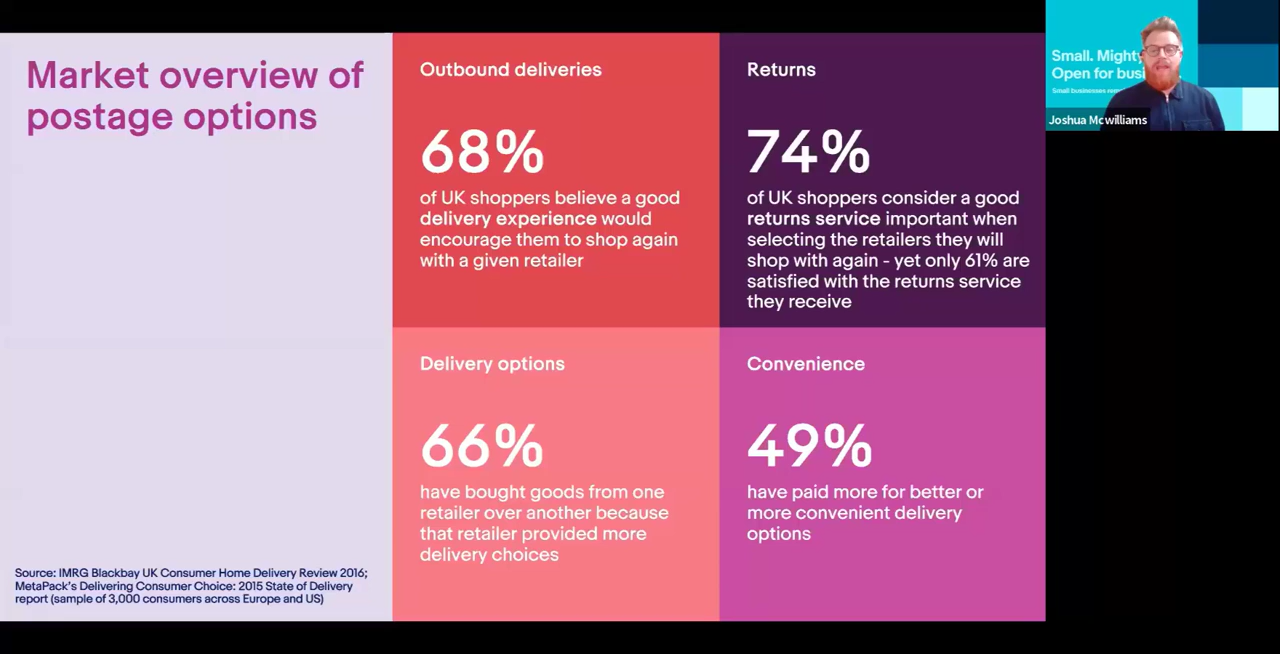 Market overview of
postage options
Outbound deliveries
68%
of UK shoppers believe a good
delivery experience would
encourage them to shop again
with a given retailer
Returns
74%
of UK shoppers consider a good
returns service important when
selecting the retailers they will
shop with again - yet only 61% are
satisfied with the returns service
they receive
Delivery options
66%
have bought goods from one
retailer over another because
that retailer provided more
delivery choices
Convenience
49%
have paid more for better or
more convenient delivery
options
Source: IMRG Blackbay UK Consumer Home Delivery Review 2016;
MetaPack's Delivering Consumer Choice: 2015 State of Delivery
report (sample of 3,000 consumers across Europe and US)
Small. Mighty
Open for busi
Small businesses
Joshua Mcwilliams